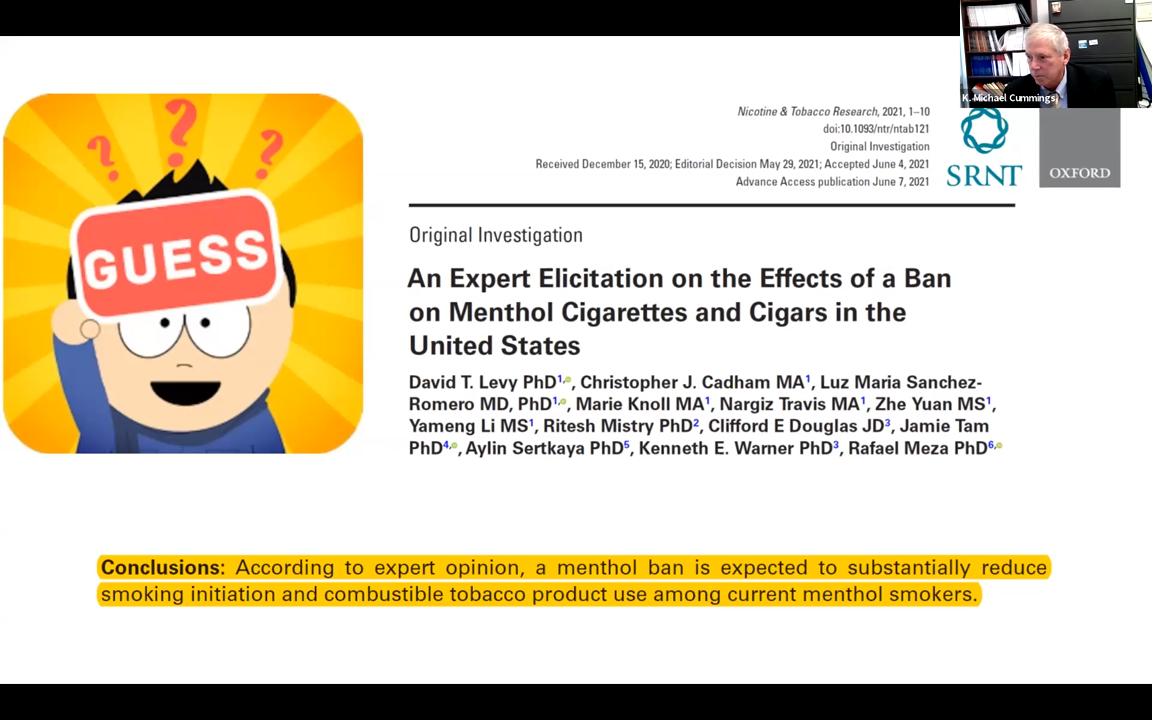 K. Michael Cummings
? ? ?
GUESS
Nicotine & Tobacco Research, 2021, 1–10
doi:10.1093/ntr/ntab121
Original Investigation
Received December 15, 2020; Editorial Decision May 29, 2021; Accepted June 4, 2021
Advance Access publication June 7, 2021
SRNT
OXFORD
Original Investigation
An Expert Elicitation on the Effects of a Ban
on Menthol Cigarettes and Cigars in the
United States
David T. Levy PhD1, Christopher J. Cadham MA1, Luz Maria Sanchez-
Romero MD, PhD1, Marie Knoll MA1, Nargiz Travis MA1, Zhe Yuan MS1,
Yameng Li MS1, Ritesh Mistry PhD2, Clifford E Douglas JD3, Jamie Tam
PhD4, Aylin Sertkaya PhD5, Kenneth E. Warner PhD3, Rafael Meza PhD6
Conclusions: According to expert opinion, a menthol ban is expected to substantially reduce
smoking initiation and combustible tobacco product use among current menthol smokers.